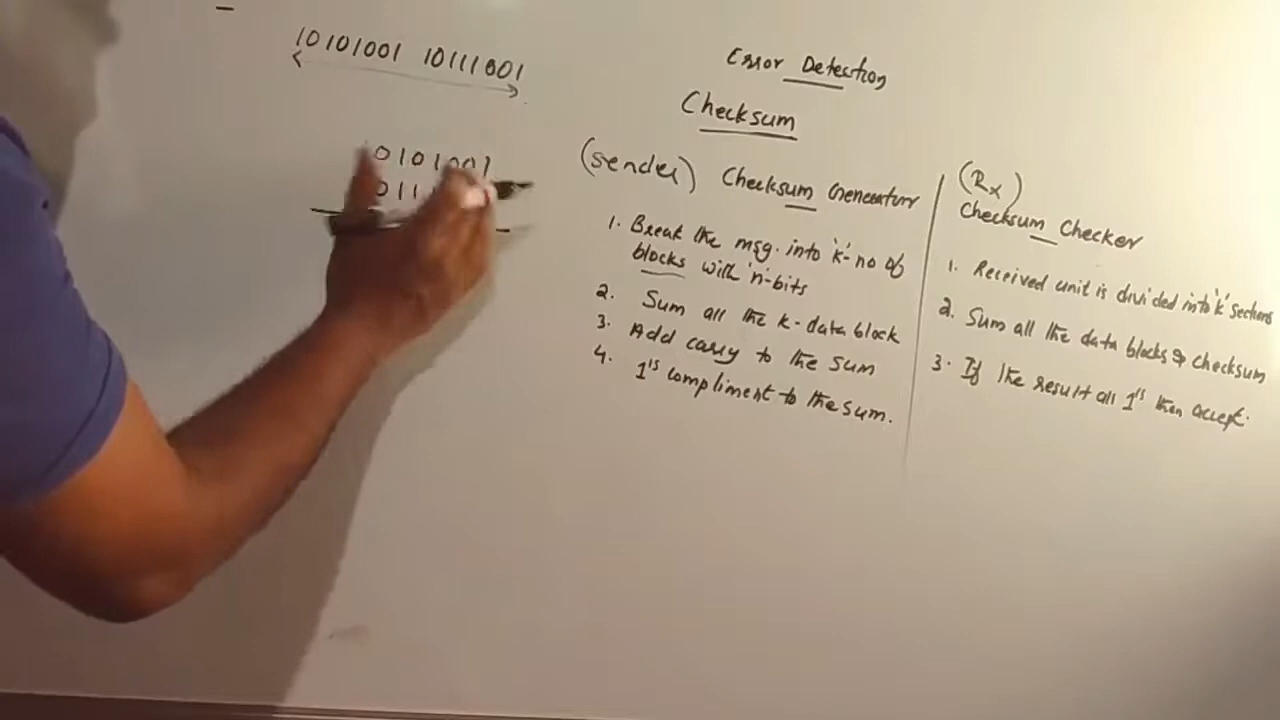 10101001 10111001
0101001
011
Error Detection
Checksum
(sender) Checksum Generator
1. Break the msg. into 'k'-no of
blocks with 'n'-bits
2. Sum all the k-data block
3. Add carry to the sum
4. 1's compliment to the sum.
(Rx)
Checksum Checker
1. Received unit is divided into 'k' sections
2. Sum all the data blocks & checksum
3. If the result all 1's then accept.